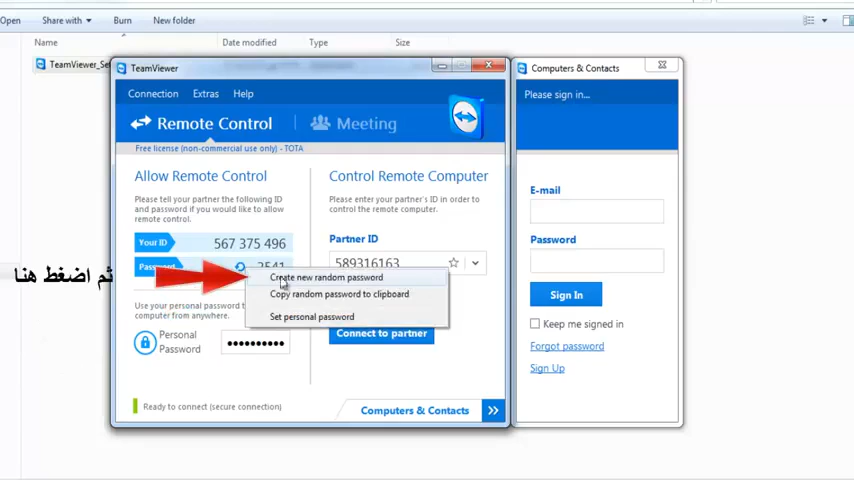 Open
Share with
Burn
New folder
Name
Date modified
Type
Size
TeamViewer_Se
TeamViewer
Connection
Extras
Help
Remote Control
Meeting
Free license (non-commercial use only) - TOTA
Allow Remote Control
Please tell your partner the following ID
and password if you would like to allow
remote control.
Your ID
567 375 496
Password
2541
ثم اضغط هنا
Create new random password
Copy random password to clipboard
Set personal password
Use your personal password t
computer from anywhere.
Personal
Password
Control Remote Computer
Please enter your partner's ID in order to
control the remote computer.
Partner ID
589316163
Connect to partner
Ready to connect (secure connection)
Computers & Contacts
Computers & Contacts
Please sign in...
E-mail
Password
Sign In
Keep me signed in
Forgot password
Sign Up